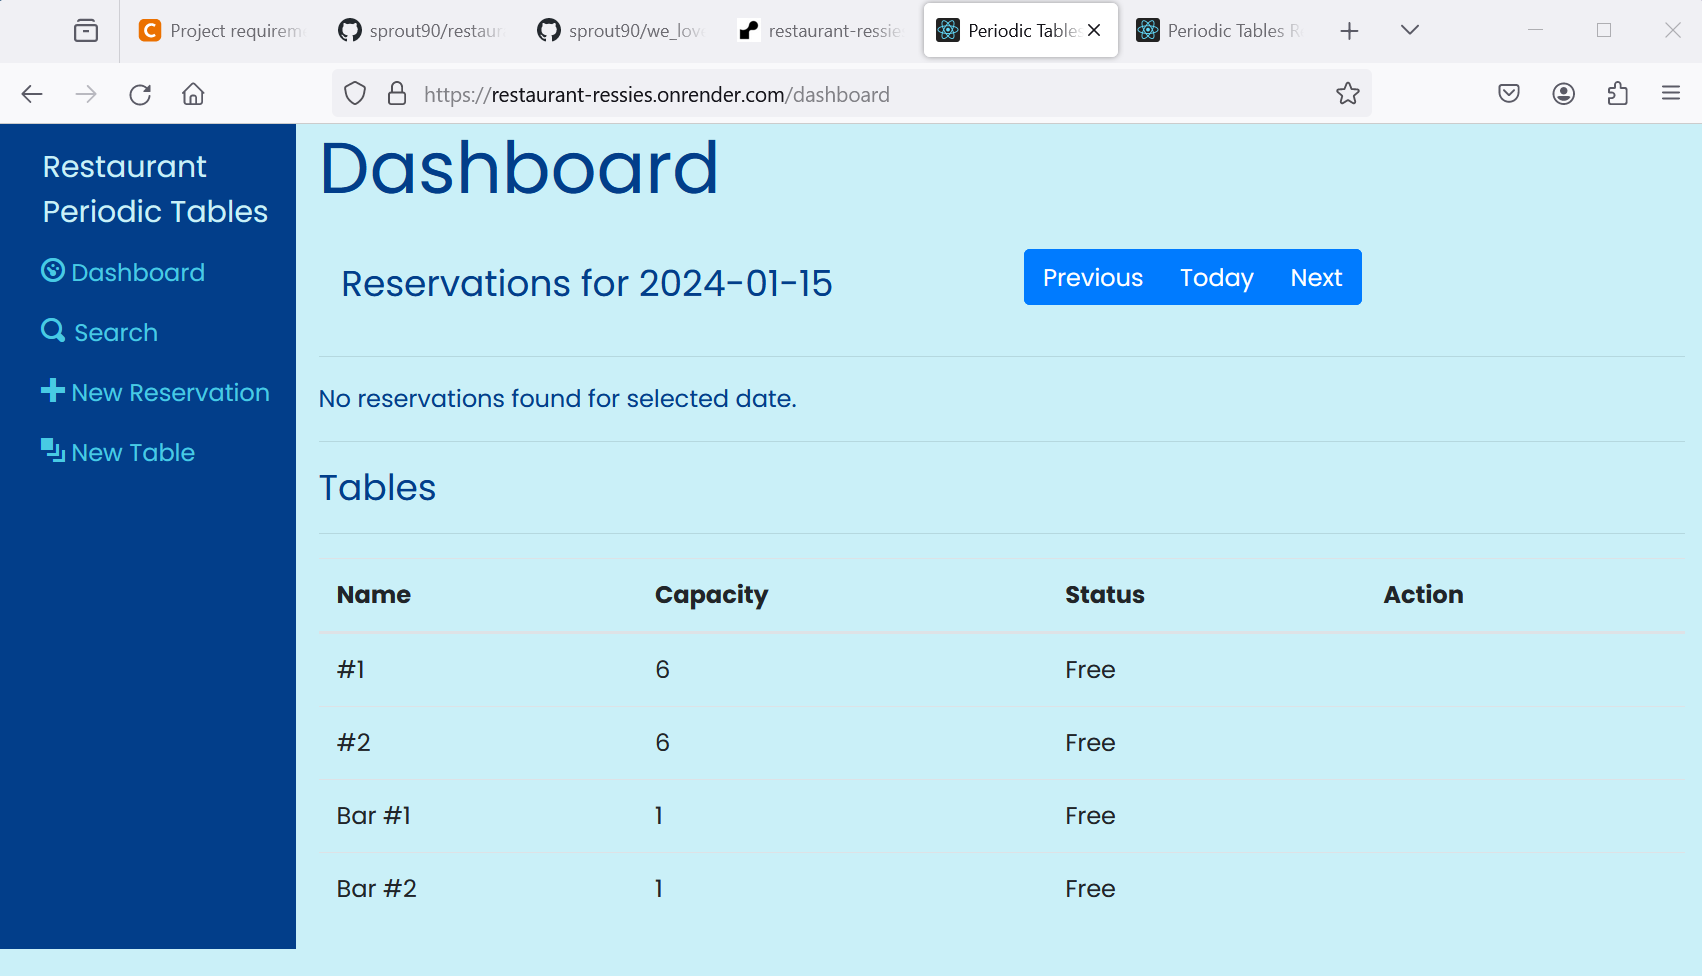 Project requirem
sprout90/restaur
sprout90/we_lov
restaurant-ressie
Periodic Tables
Periodic Tables R
https://restaurant-ressies.onrender.com/dashboard
Restaurant
Periodic Tables
Dashboard
Search
New Reservation
New Table
Dashboard
Reservations for 2024-01-15
Previous Today Next
No reservations found for selected date.
Tables
Name Capacity Status Action
#1 6 Free
#2 6 Free
Bar #1 1 Free
Bar #2 1 Free